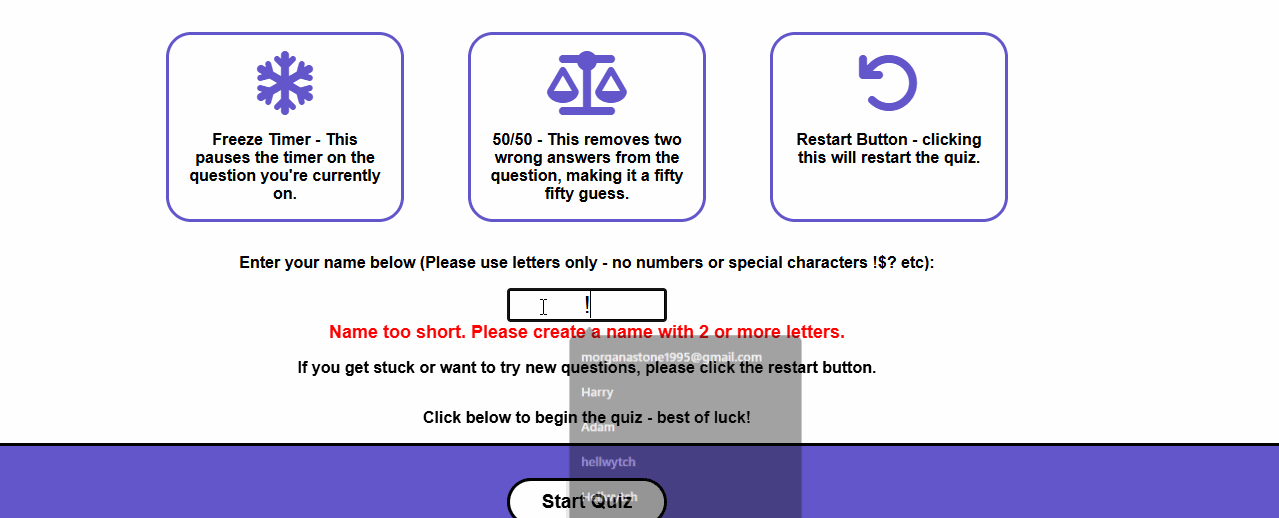 Freeze Timer - This
pauses the timer on the
question you're currently
on.
50/50 - This removes two
wrong answers from the
question, making it a fifty
fifty guess.
Restart Button - clicking
this will restart the quiz.
Enter your name below (Please use letters only - no numbers or special characters !$? etc):
!
Name too short. Please create a name with 2 or more letters.
morganastone1995@gmail.com
If you get stuck or want to try new questions, please click the restart button.
Harry
Click below to begin the quiz - best of luck!
Adam
hellwytch
Start Quiz